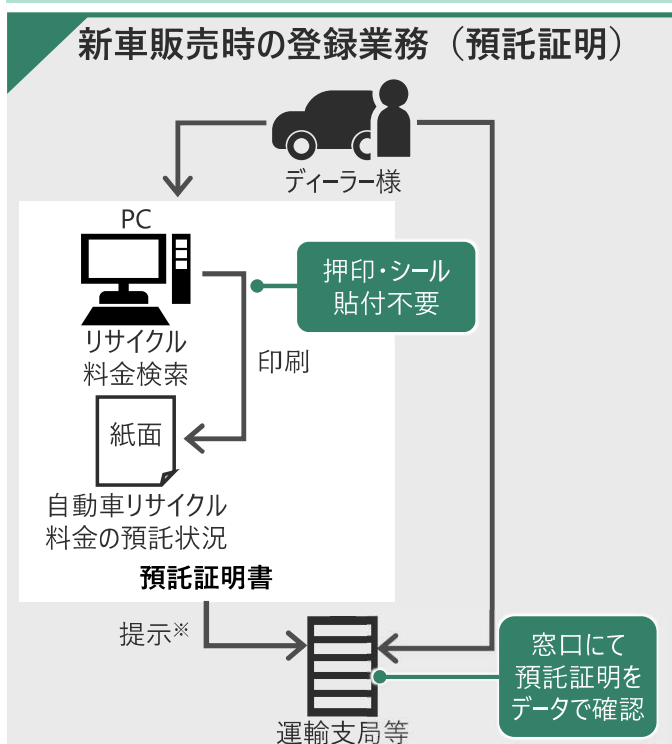 新車販売時の登録業務（預託証明）
ディーラー様
PC
リサイクル
料金検索
押印・シール
貼付不要
印刷
紙面
自動車リサイクル
料金の預託状況
預託証明書
提示※
運輸支局等
窓口にて
預託証明を
データで確認